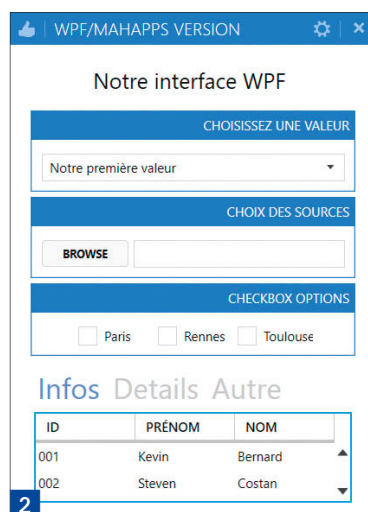 WPF/MAHAPPS VERSION
Notre interface WPF
CHOISISSEZ UNE VALEUR
Notre première valeur
CHOIX DES SOURCES
BROWSE
CHECKBOX OPTIONS
Paris Rennes Toulouse
Infos Details Autre
ID PRÉNOM NOM
001 Kevin Bernard
002 Steven Costan
2